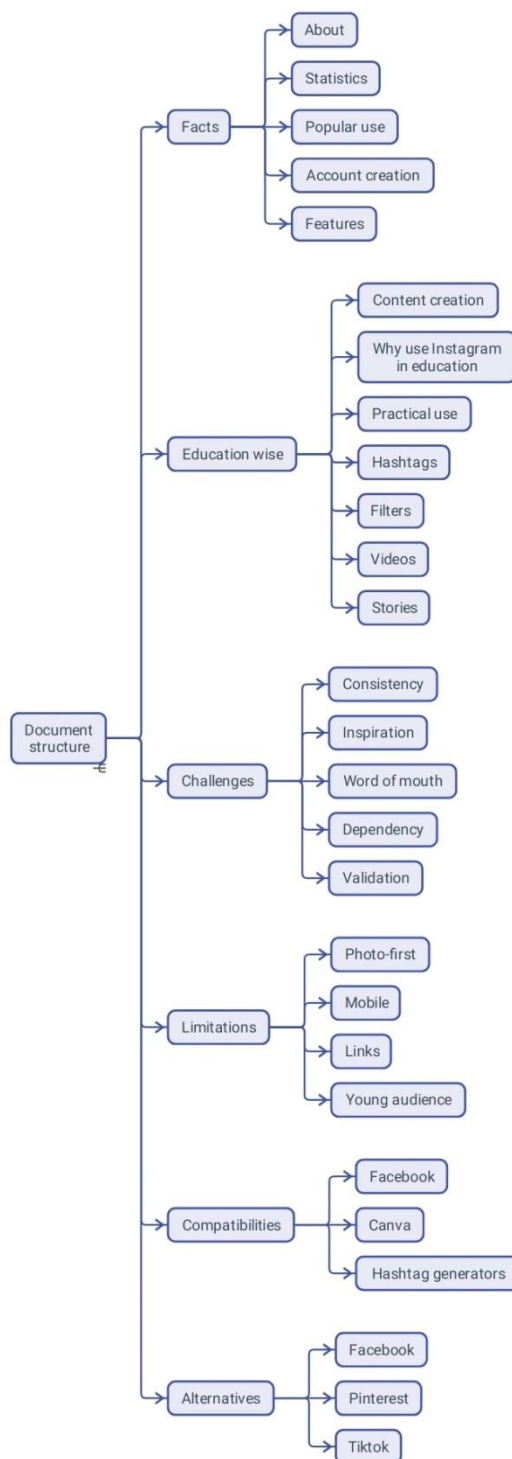 About
Statistics
Facts
Popular use
Account creation
Features
Content creation
Why use Instagram
in education
Practical use
Education wise
Hashtags
Filters
Videos
Stories
Consistency
Inspiration
Document
structure
Challenges
Word of mouth
Dependency
Validation
Photo-first
Mobile
Limitations
Links
Young audience
Facebook
Compatibilities
Canva
Hashtag generators
Facebook
Alternatives
Pinterest
Tiktok